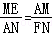 ME/AN = AM/FN